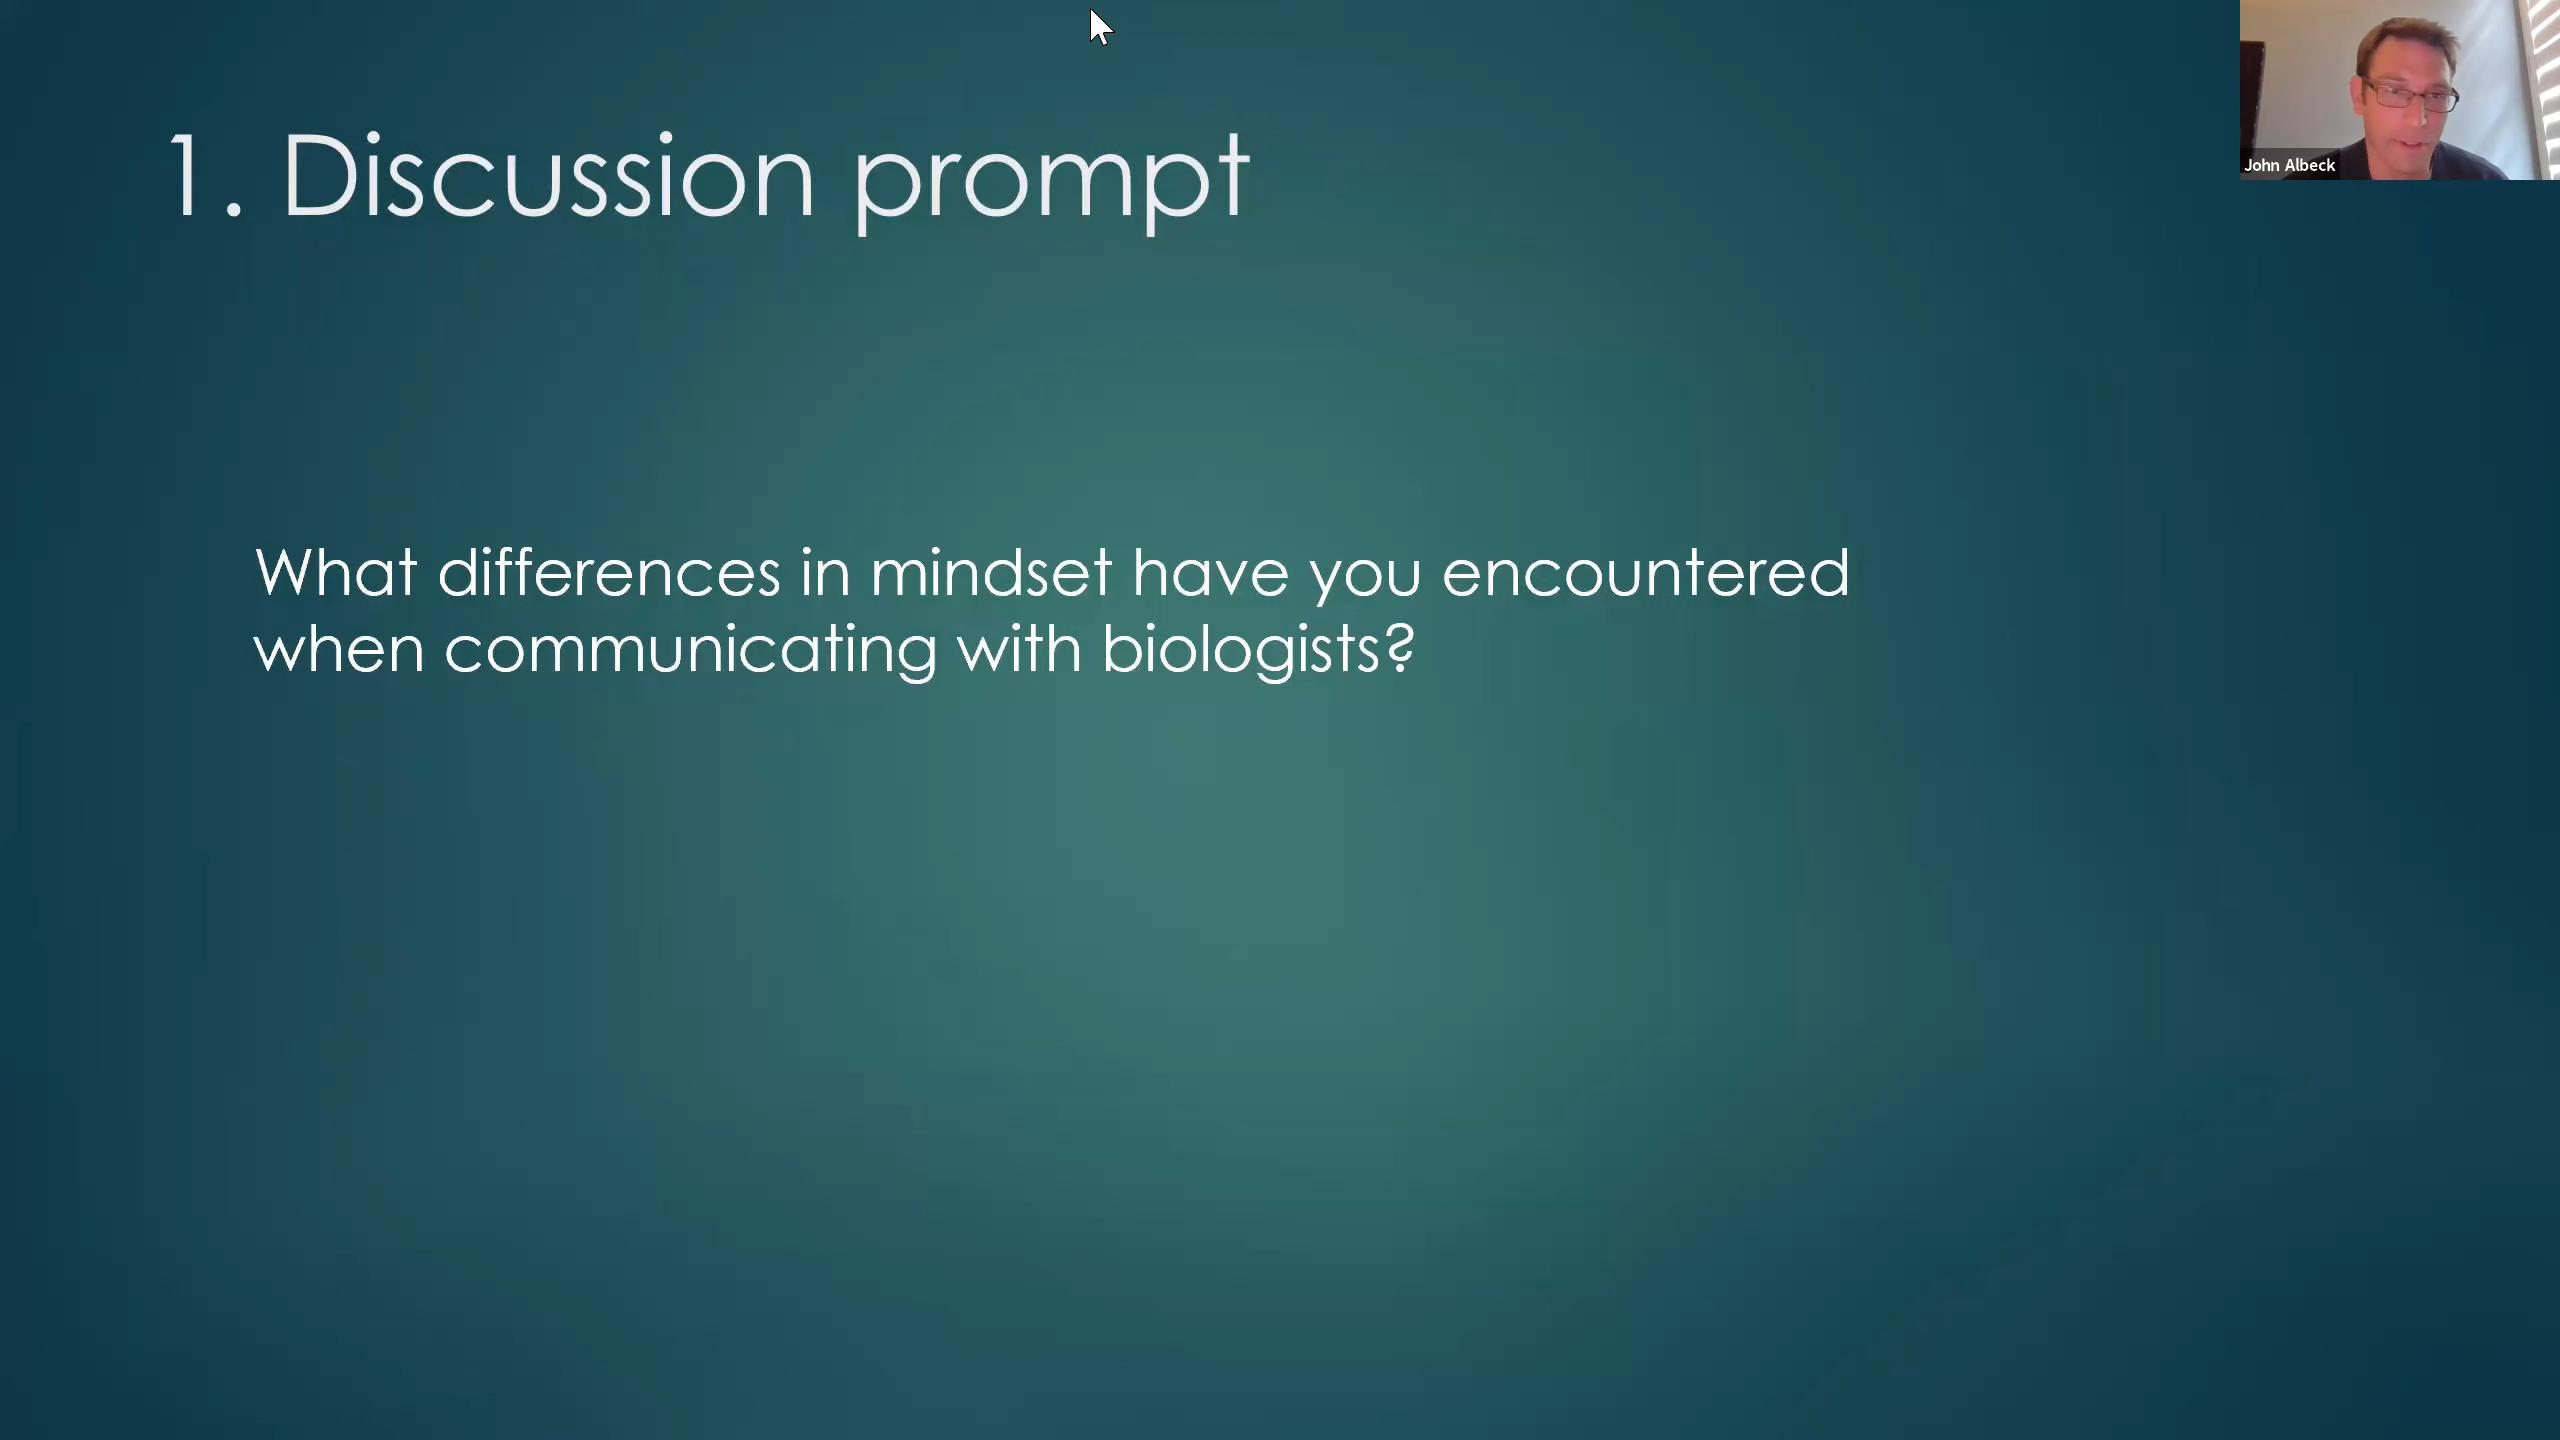 1. Discussion prompt
John Albeck
What differences in mindset have you encountered
when communicating with biologists?